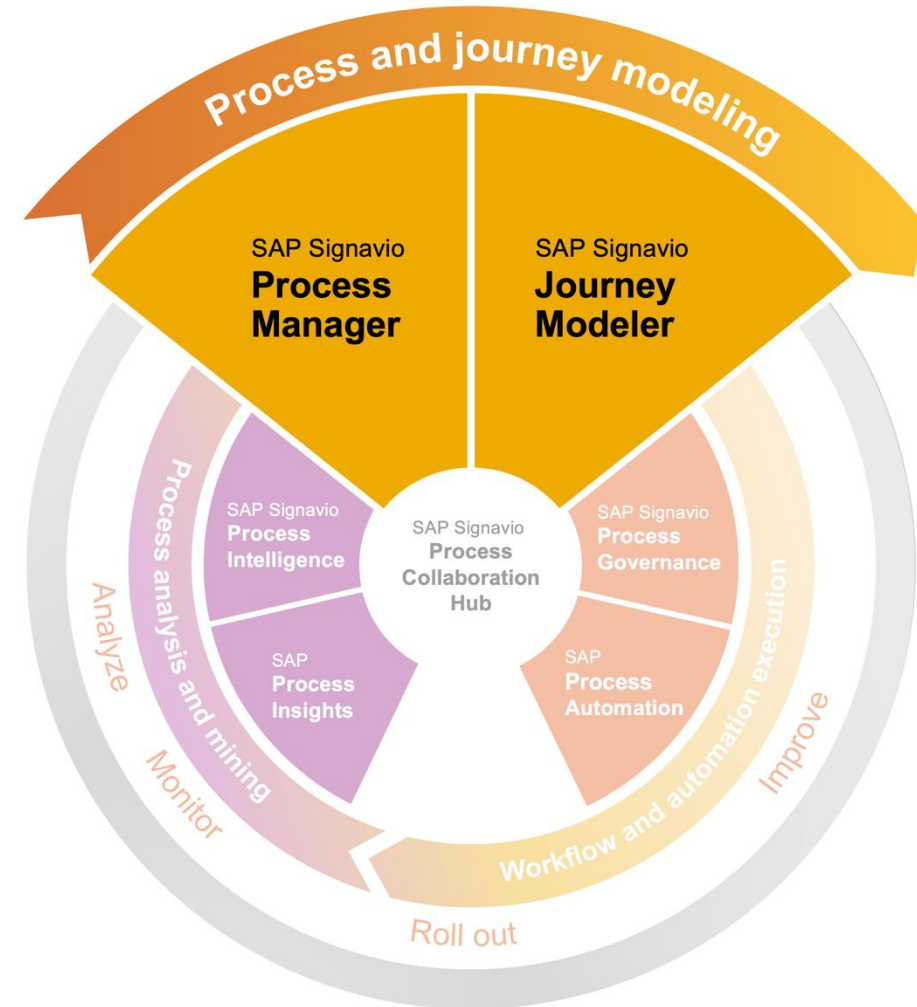 Process and journey modeling
SAP Signavio
Process
Manager
SAP Signavio
Journey
Modeler
SAP Signavio
Process
Intelligence
SAP
Process
Insights
SAP Signavio
Process
Collaboration
Hub
SAP Signavio
Process
Governance
SAP
Process
Automation
Process analysis and mining
Workflow and automation execution
Analyze
Monitor
Roll out
Improve